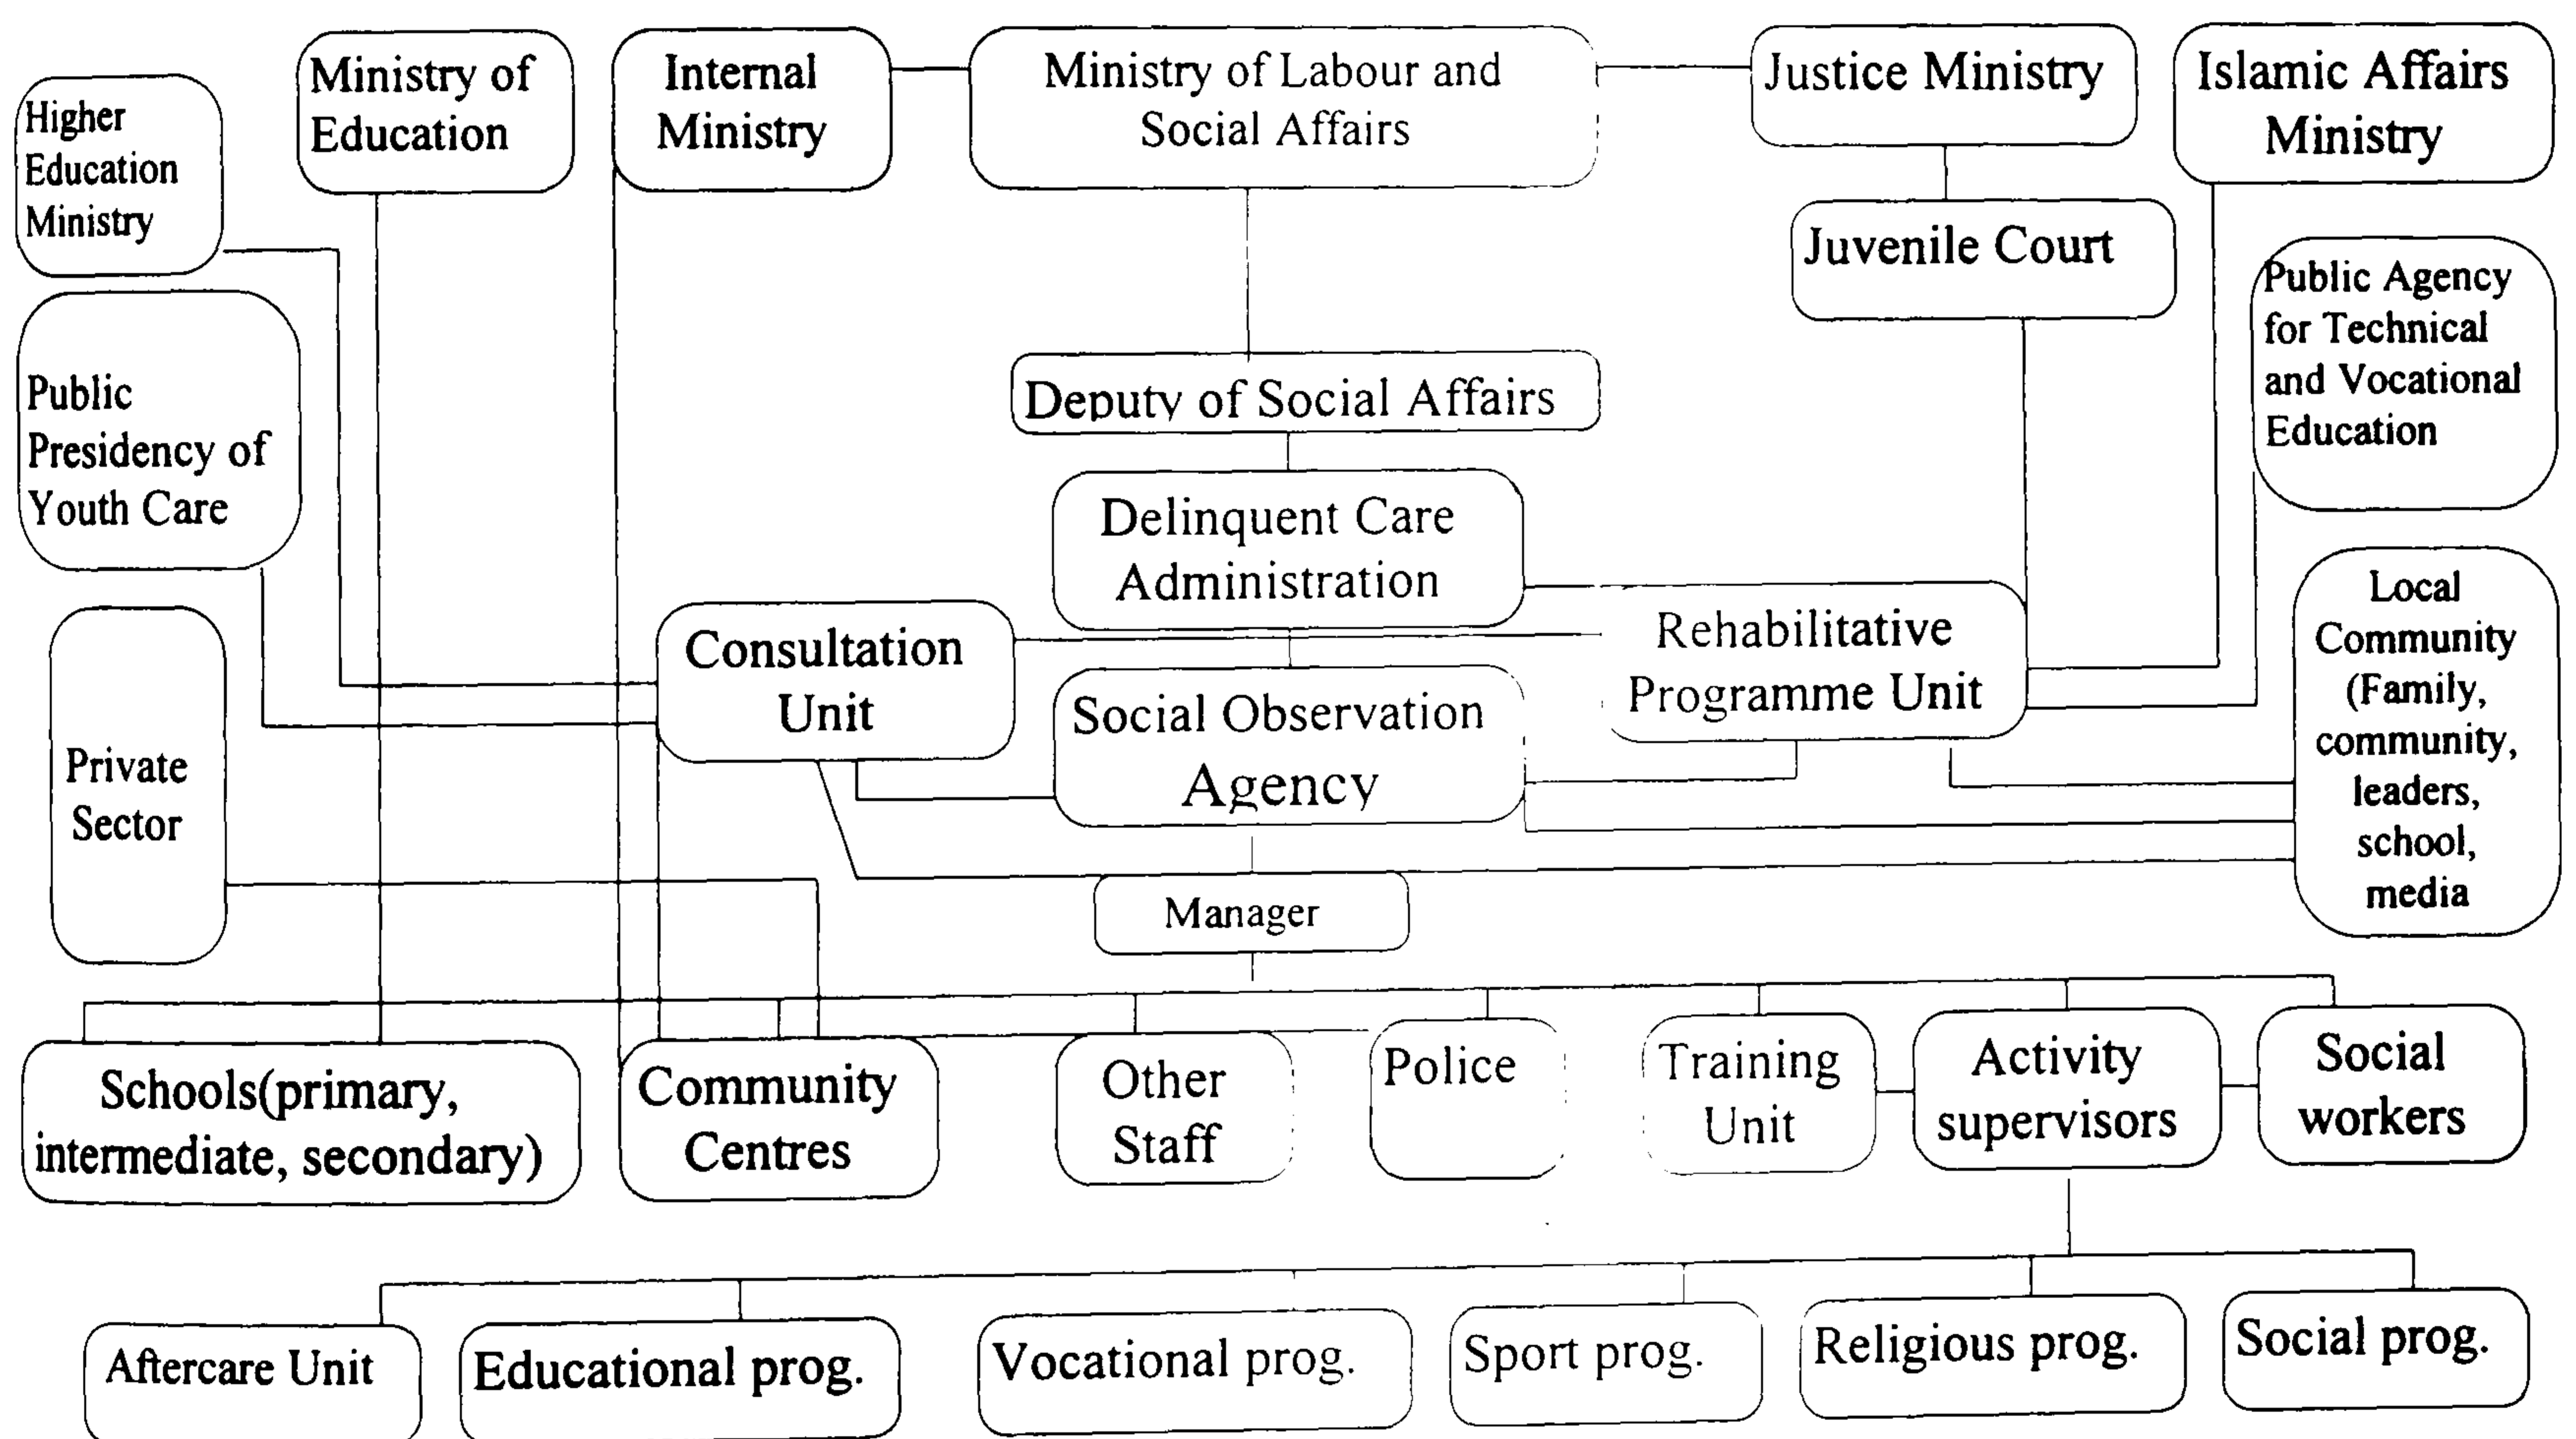 Higher
Education
Ministry
Ministry of
Education
Internal
Ministry
Ministry of Labour and
Social Affairs
Justice Ministry
Islamic Affairs
Ministry
Juvenile Court
Public Agency
for Technical
and Vocational
Education
Public
Presidency of
Youth Care
Deputy of Social Affairs
Delinquent Care
Administration
Consultation
Unit
Social Observation
Agency
Rehabilitative
Programme Unit
Local
Community
(Family,
community,
leaders,
school,
media
Private
Sector
Manager
Schools(primary,
intermediate, secondary)
Community
Centres
Other
Staff
Police
Training
Unit
Activity
supervisors
Social
workers
Aftercare Unit
Educational prog.
Vocational prog.
Sport prog.
Religious prog.
Social prog.